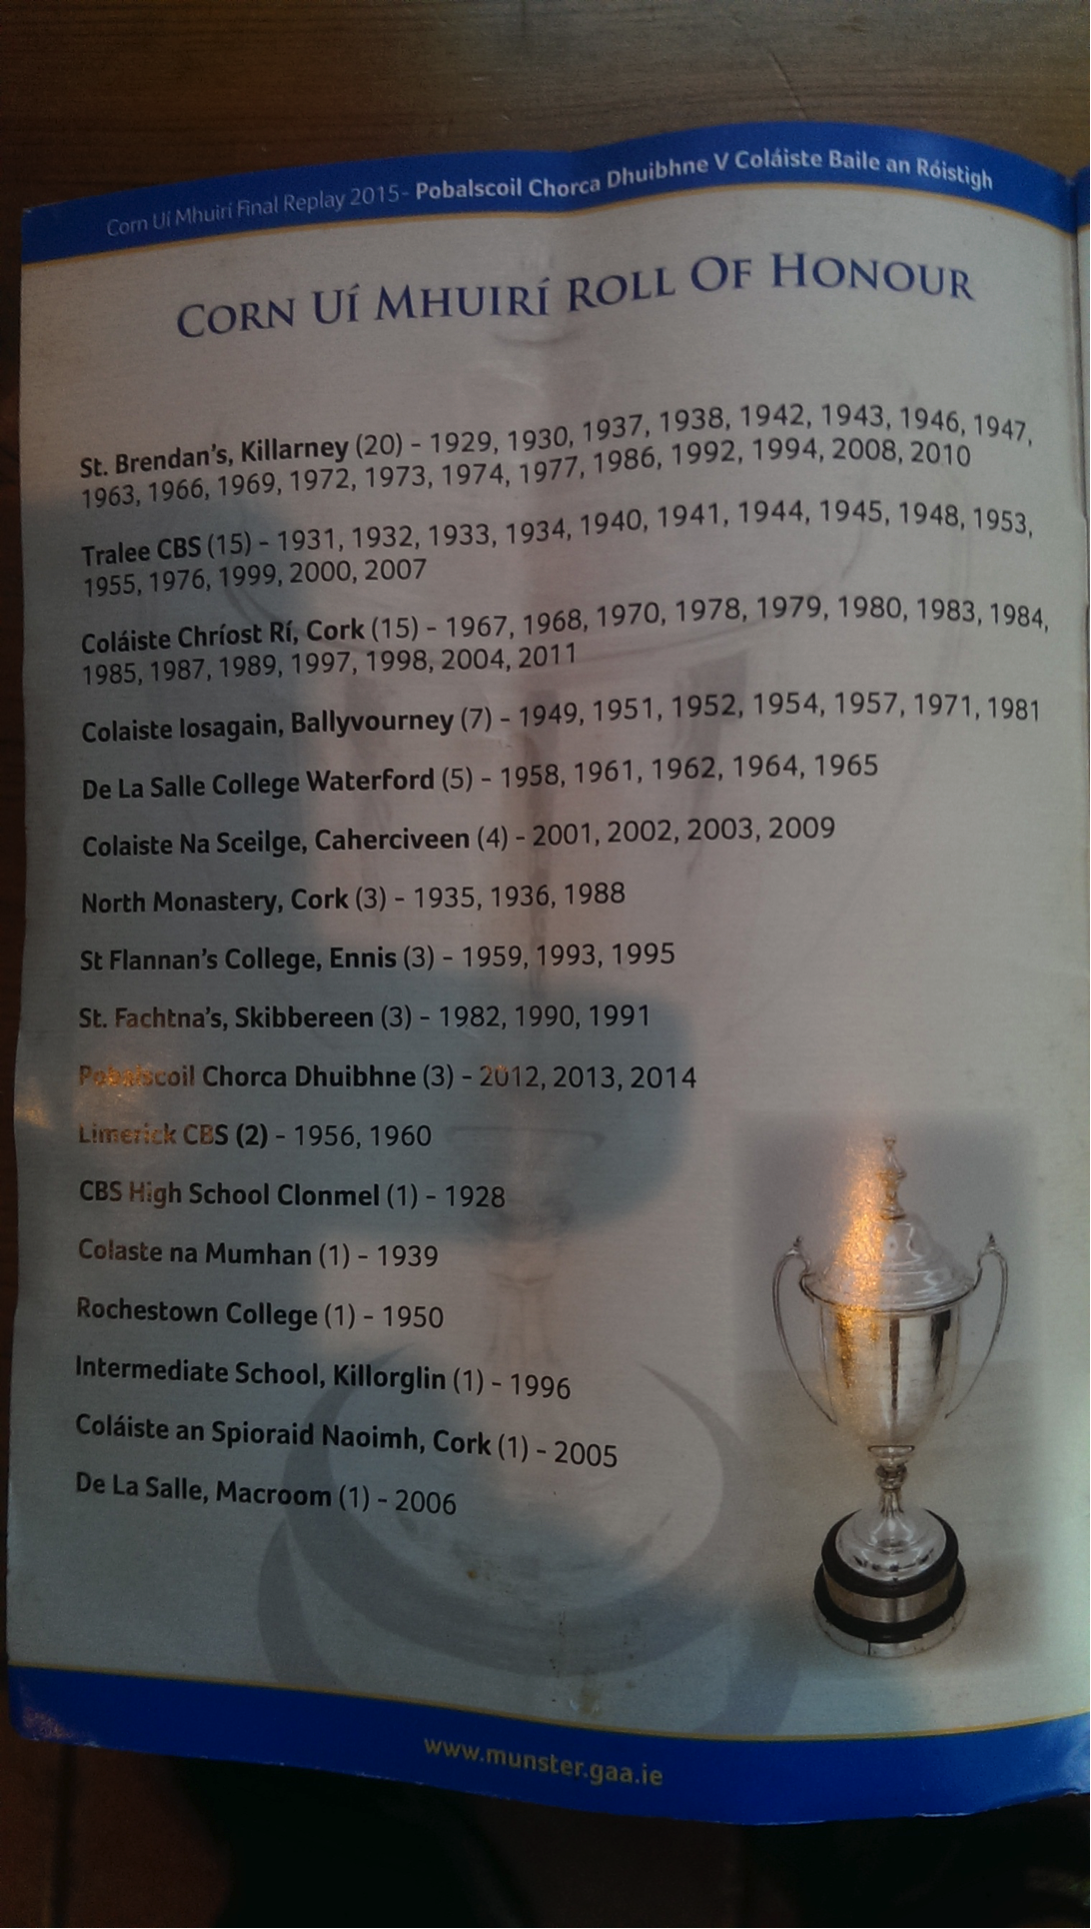 Corn Uí Mhuirí Final Replay 2015- Pobalscoil Chorca Dhuibhne V Coláiste Baile an Róistigh
Corn Uí Mhuirí Roll Of Honour
St. Brendan's, Killarney (20) - 1929, 1930, 1937, 1938, 1942, 1943, 1946, 1947,
1963, 1966, 1969, 1972, 1973, 1974, 1977, 1986, 1992, 1994, 2008, 2010
Tralee CBS (15) - 1931, 1932, 1933, 1934, 1940, 1941, 1944, 1945, 1948, 1953,
1955, 1976, 1999, 2000, 2007
Coláiste Chríost Rí, Cork (15) - 1967, 1968, 1970, 1978, 1979, 1980, 1983, 1984,
1985, 1987, 1989, 1997, 1998, 2004, 2011
Colaiste Iosagain, Ballyvourney (7) - 1949, 1951, 1952, 1954, 1957, 1971, 1981
De La Salle College Waterford (5) - 1958, 1961, 1962, 1964, 1965
Colaiste Na Sceilge, Caherciveen (4) - 2001, 2002, 2003, 2009
North Monastery, Cork (3) - 1935, 1936, 1988
St Flannan's College, Ennis (3) - 1959, 1993, 1995
St. Fachtna's, Skibbereen (3) - 1982, 1990, 1991
Pobalscoil Chorca Dhuibhne (3) - 2012, 2013, 2014
Limerick CBS (2) - 1956, 1960
CBS High School Clonmel (1) - 1928
Colaste na Mumhan (1) - 1939
Rochestown College (1) - 1950
Intermediate School, Killorglin (1) - 1996
Coláiste an Spioraid Naoimh, Cork (1) - 2005
De La Salle, Macroom (1) - 2006
www.munster.gaa.ie